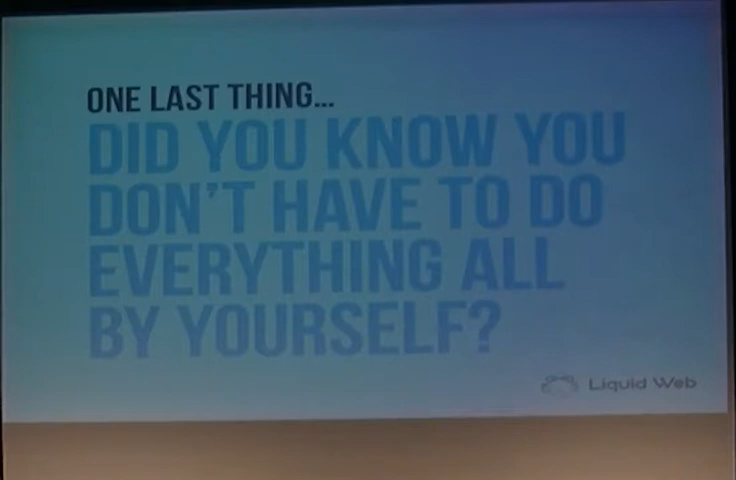 ONE LAST THING...
DID YOU KNOW YOU
DON'T HAVE TO DO
EVERYTHING ALL
BY YOURSELF?
Liquid Web